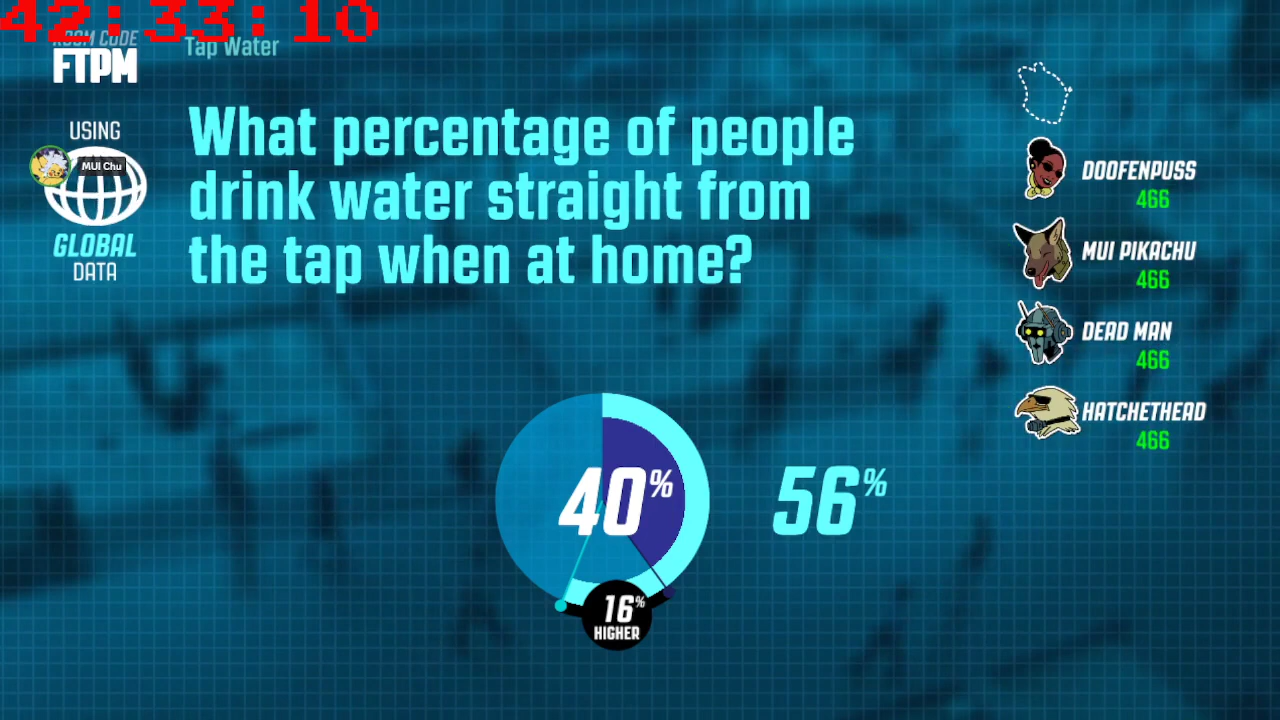 42:33:10
ROOM CODE
FTPM
Tap Water
USING
MUI Chu
GLOBAL
DATA
What percentage of people
drink water straight from
the tap when at home?
DOOFENPUSS
466
MUI PIKACHU
466
DEAD MAN
466
HATCHETHEAD
466
40%
56%
16%
HIGHER